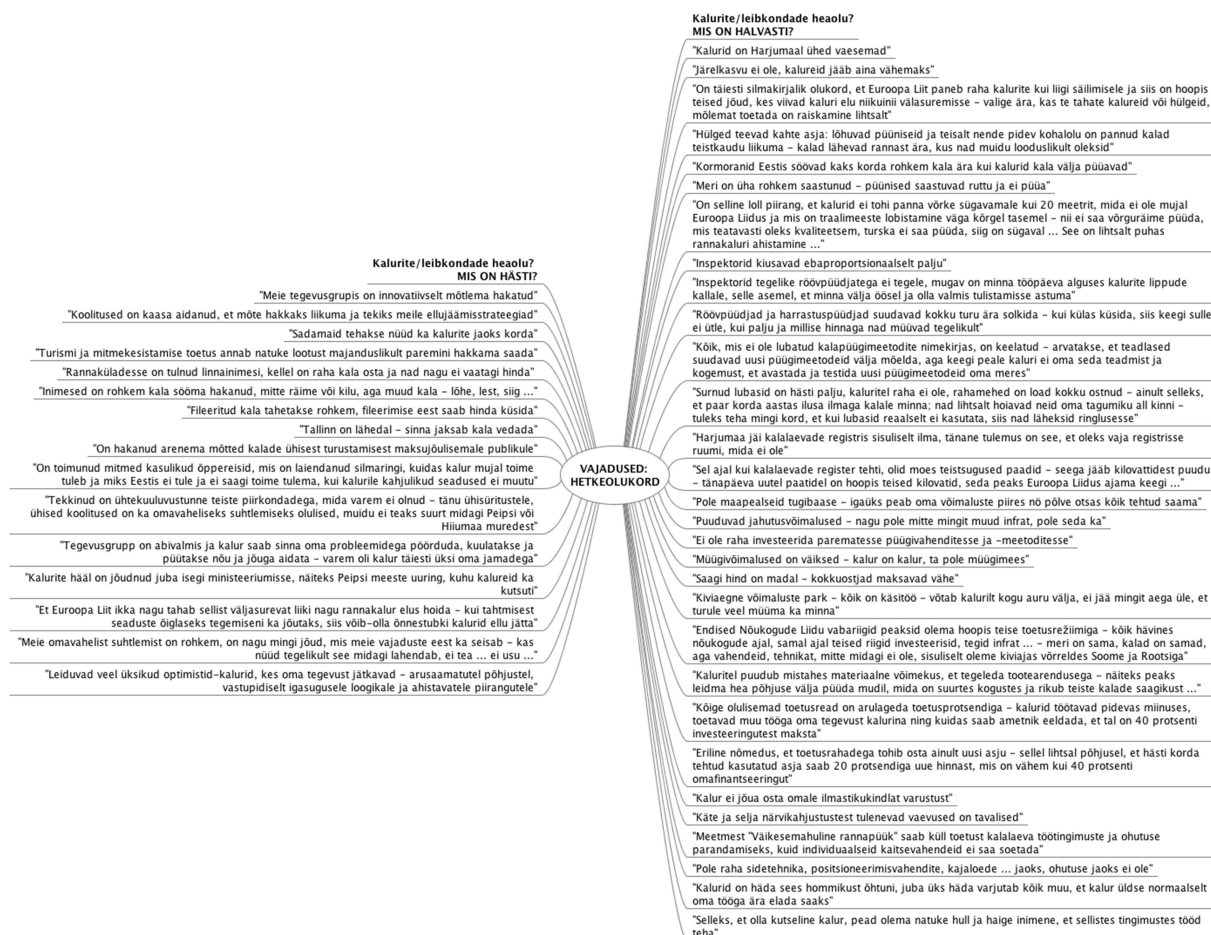 Kalurite/leibkondade heaolu?
MIS ON HÄSTI?
"Meie tegevusgrupis on innovatiivselt mõtlema hakatud"
"Koolitused on kaasa aidanud, et mõte hakkaks liikuma ja tekiks meile ellujäämisstrateegiad"
"Sadamaid tehakse nüüd ka kalurite jaoks korda"
"Turismi ja mitmekesistamise toetus annab natuke lootust majanduslikult paremini hakkama saada"
"Rannaküladesse on tulnud linnainimesi, kellel on raha kala osta ja nad nagu ei vaatagi hinda"
"Inimesed on rohkem kala sööma hakanud, mitte räime või kilu, aga muud kala – lõhe, lest, siig ..."
"Fileeritud kala tahetakse rohkem, fileerimise eest saab hinda küsida"
"Tallinn on lähedal – sinna jaksab kala vedada"
"On hakanud arenema mõtted kalade ühisest turustamisest maksujõulisemale publikule"
"On toimunud mitmed kasulikud õppereisid, mis on laiendanud silmaringi, kuidas kalur mujal toime
tuleb ja miks Eestis ei tule ja ei saagi toime tulema, kui kalurile kahjulikud seadused ei muutu"
"Tekkinud on ühtekuuluvustunne teiste piirkondadega, mida varem ei olnud – tänu ühisüritustele,
ühised koolitused on ka omavaheliseks suhtlemiseks olulised, muidu ei teaks suurt midagi Peipsi või
Hiiumaa muredest"
"Tegevusgrupp on abivalmis ja kalur saab sinna oma probleemidega pöörduda, kuulatakse ja
püütakse nõu ja jõuga aidata – varem oli kalur täiesti üksi oma jamadega"
"Kalurite hääl on jõudnud juba isegi ministeeriumisse, näiteks Peipsi meeste uuring, kuhu kalureid ka
kutsuti"
"Et Euroopa Liit ikka nagu tahab sellist väljasurevat liiki nagu rannakalur elus hoida – kui tahtmisest
seaduste õiglaseks tegemiseni ka jõutaks, siis võib-olla õnnestubki kalurid ellu jätta"
"Meie omavahelist suhtlemist on rohkem, on nagu mingi jõud, mis meie vajaduste eest ka seisab – kas
nüüd tegelikult see midagi lahendab, ei tea ... ei usu ..."
"Leiduvad veel üksikud optimistid-kalurid, kes oma tegevust jätkavad – arusaamatutel põhjustel,
vastupidiselt igasugusele loogikale ja ahistavatele piirangutele"
VAJADUSED:
HETKEOLUKORD
Kalurite/leibkondade heaolu?
MIS ON HALVASTI?
"Kalurid on Harjumaal ühed vaesemad"
"Järelkasvu ei ole, kalureid jääb aina vähemaks"
"On täiesti silmakirjalik olukord, et Euroopa Liit paneb raha kalurite kui liigi säilimisele ja siis on hoopis
teised jõud, kes viivad kaluri elu niikuinii välasuremisse – valige ära, kas te tahate kalureid või hülgeid,
mõlemat toetada on raiskamine lihtsalt"
"Hülged teevad kahte asja: lõhuvad püüniseid ja teisalt nende pidev kohalolu on pannud kalad
teistkaudu liikuma – kalad lähevad rannast ära, kus nad muidu looduslikult oleksid"
"Kormoranid Eestis söövad kaks korda rohkem kala ära kui kalurid kala välja püüavad"
"Meri on üha rohkem saastunud – püünised saastuvad ruttu ja ei püüa"
"On selline loll piirang, et kalurid ei tohi panna võrke sügavamale kui 20 meetrit, mida ei ole mujal
Euroopa Liidus ja mis on traalimeeste lobistamine väga kõrgel tasemel – nii ei saa võrguräime püüda,
mis teatavasti oleks kvaliteetsem, turska ei saa püüda, siig on sügaval ... See on lihtsalt puhas
rannakaluri ahistamine ..."
"Inspektorid kiusavad ebaproportsionaalselt palju"
"Inspektorid tegelike röövpüüdjatega ei tegele, mugav on minna tööpäeva alguses kalurite lippude
kallale, selle asemel, et minna välja öösel ja olla valmis tulistamisse astuma"
"Röövpüüdjad ja harrastuspüüdjad suudavad kokku turu ära solkida – kui külas küsida, siis keegi sulle
ei ütle, kui palju ja millise hinnaga nad müüvad tegelikult"
"Kõik, mis ei ole lubatud kalapüügimeetodite nimekirjas, on keelatud – arvatakse, et teadlased
suudavad uusi püügimeetodeid välja mõelda, aga keegi peale kaluri ei oma seda teadmist ja
kogemust, et avastada ja testida uusi püügimeetodeid oma meres"
"Surnud lubasid on hästi palju, kaluritel raha ei ole, rahamehed on load kokku ostnud – ainult selleks,
et paar korda aastas ilusa ilmaga kalale minna; nad lihtsalt hoiavad neid oma tagumiku all kinni –
tuleks teha mingi kord, et kui lubasid reaalselt ei kasutata, siis nad läheksid ringlusesse"
"Harjumaa jäi kalalaevade registris sisuliselt ilma, tänane tulemus on see, et oleks vaja registrisse
ruumi, mida ei ole"
"Sel ajal kui kalalaevade register tehti, olid moes teistsugused paadid – seega jääb kilovattidest puudu
– tänapäeva uutel paatidel on hoopis teised kilovatid, seda peaks Euroopa Liidus ajama keegi ..."
"Pole maapealseid tugibaase – igaüks peab oma võimaluste piires nö põlve otsas kõik tehtud saama"
"Puuduvad jahutusvõimalused – nagu pole mitte mingit muud infrat, pole seda ka"
"Ei ole raha investeerida parematesse püügivahenditesse ja -meetoditesse"
"Müügivõimalused on väiksed – kalur on kalur, ta pole müügimees"
"Saagi hind on madal – kokkuostjad maksavad vähe"
"Kiviaegne võimaluste park – kõik on käsitöö – võtab kalurilt kogu auru välja, ei jää mingit aega üle, et
turule veel müüma ka minna"
"Endised Nõukogude Liidu vabariigid peaksid olema hoopis teise toetusrežiimiga – kõik hävines
nõukogude ajal, samal ajal teised riigid investeerisid, tegid infrat ... – meri on sama, kalad on samad,
aga vahendeid, tehnikat, mitte midagi ei ole, sisuliselt oleme kiviajas võrreldes Soome ja Rootsiga"
"Kaluritel puudub mistahes materiaalne võimekus, et tegeleda tootearendusega – näiteks peaks
leidma hea põhjuse välja püüda mudil, mida on suurtes kogustes ja rikub teiste kalade saagikust ..."
"Kõige olulisemad toetusread on arulageda toetusprotsendiga – kalurid töötavad pidevas miinuses,
toetavad muu tööga oma tegevust kalurina ning kuidas saab ametnik eeldada, et tal on 40 protsenti
investeeringutest maksta"
"Eriline nõmedus, et toetusrahadega tohib osta ainult uusi asju – sellel lihtsal põhjusel, et hästi korda
tehtud kasutatud asja saab 20 protsendiga uue hinnast, mis on vähem kui 40 protsenti
omafinantseeringut"
"Kalur ei jõua osta omale ilmastikukindlat varustust"
"Käte ja selja närvikahjustustest tulenevad vaevused on tavalised"
"Meetmest "Väikesemahuline rannapüük" saab küll toetust kalalaeva töötingimuste ja ohutuse
parandamiseks, kuid individuaalseid kaitsevahendeid ei saa soetada"
"Pole raha sidetehnika, positsioneerimisvahendite, kajaloede ... jaoks, ohutuse jaoks ei ole"
"Kalurid on häda sees hommikust õhtuni, juba üks häda varjutab kõik muu, et kalur üldse normaalselt
oma tööga ära elada saaks"
"Selleks, et olla kutseline kalur, pead olema natuke hull ja haige inimene, et sellistes tingimustes tööd
teha"